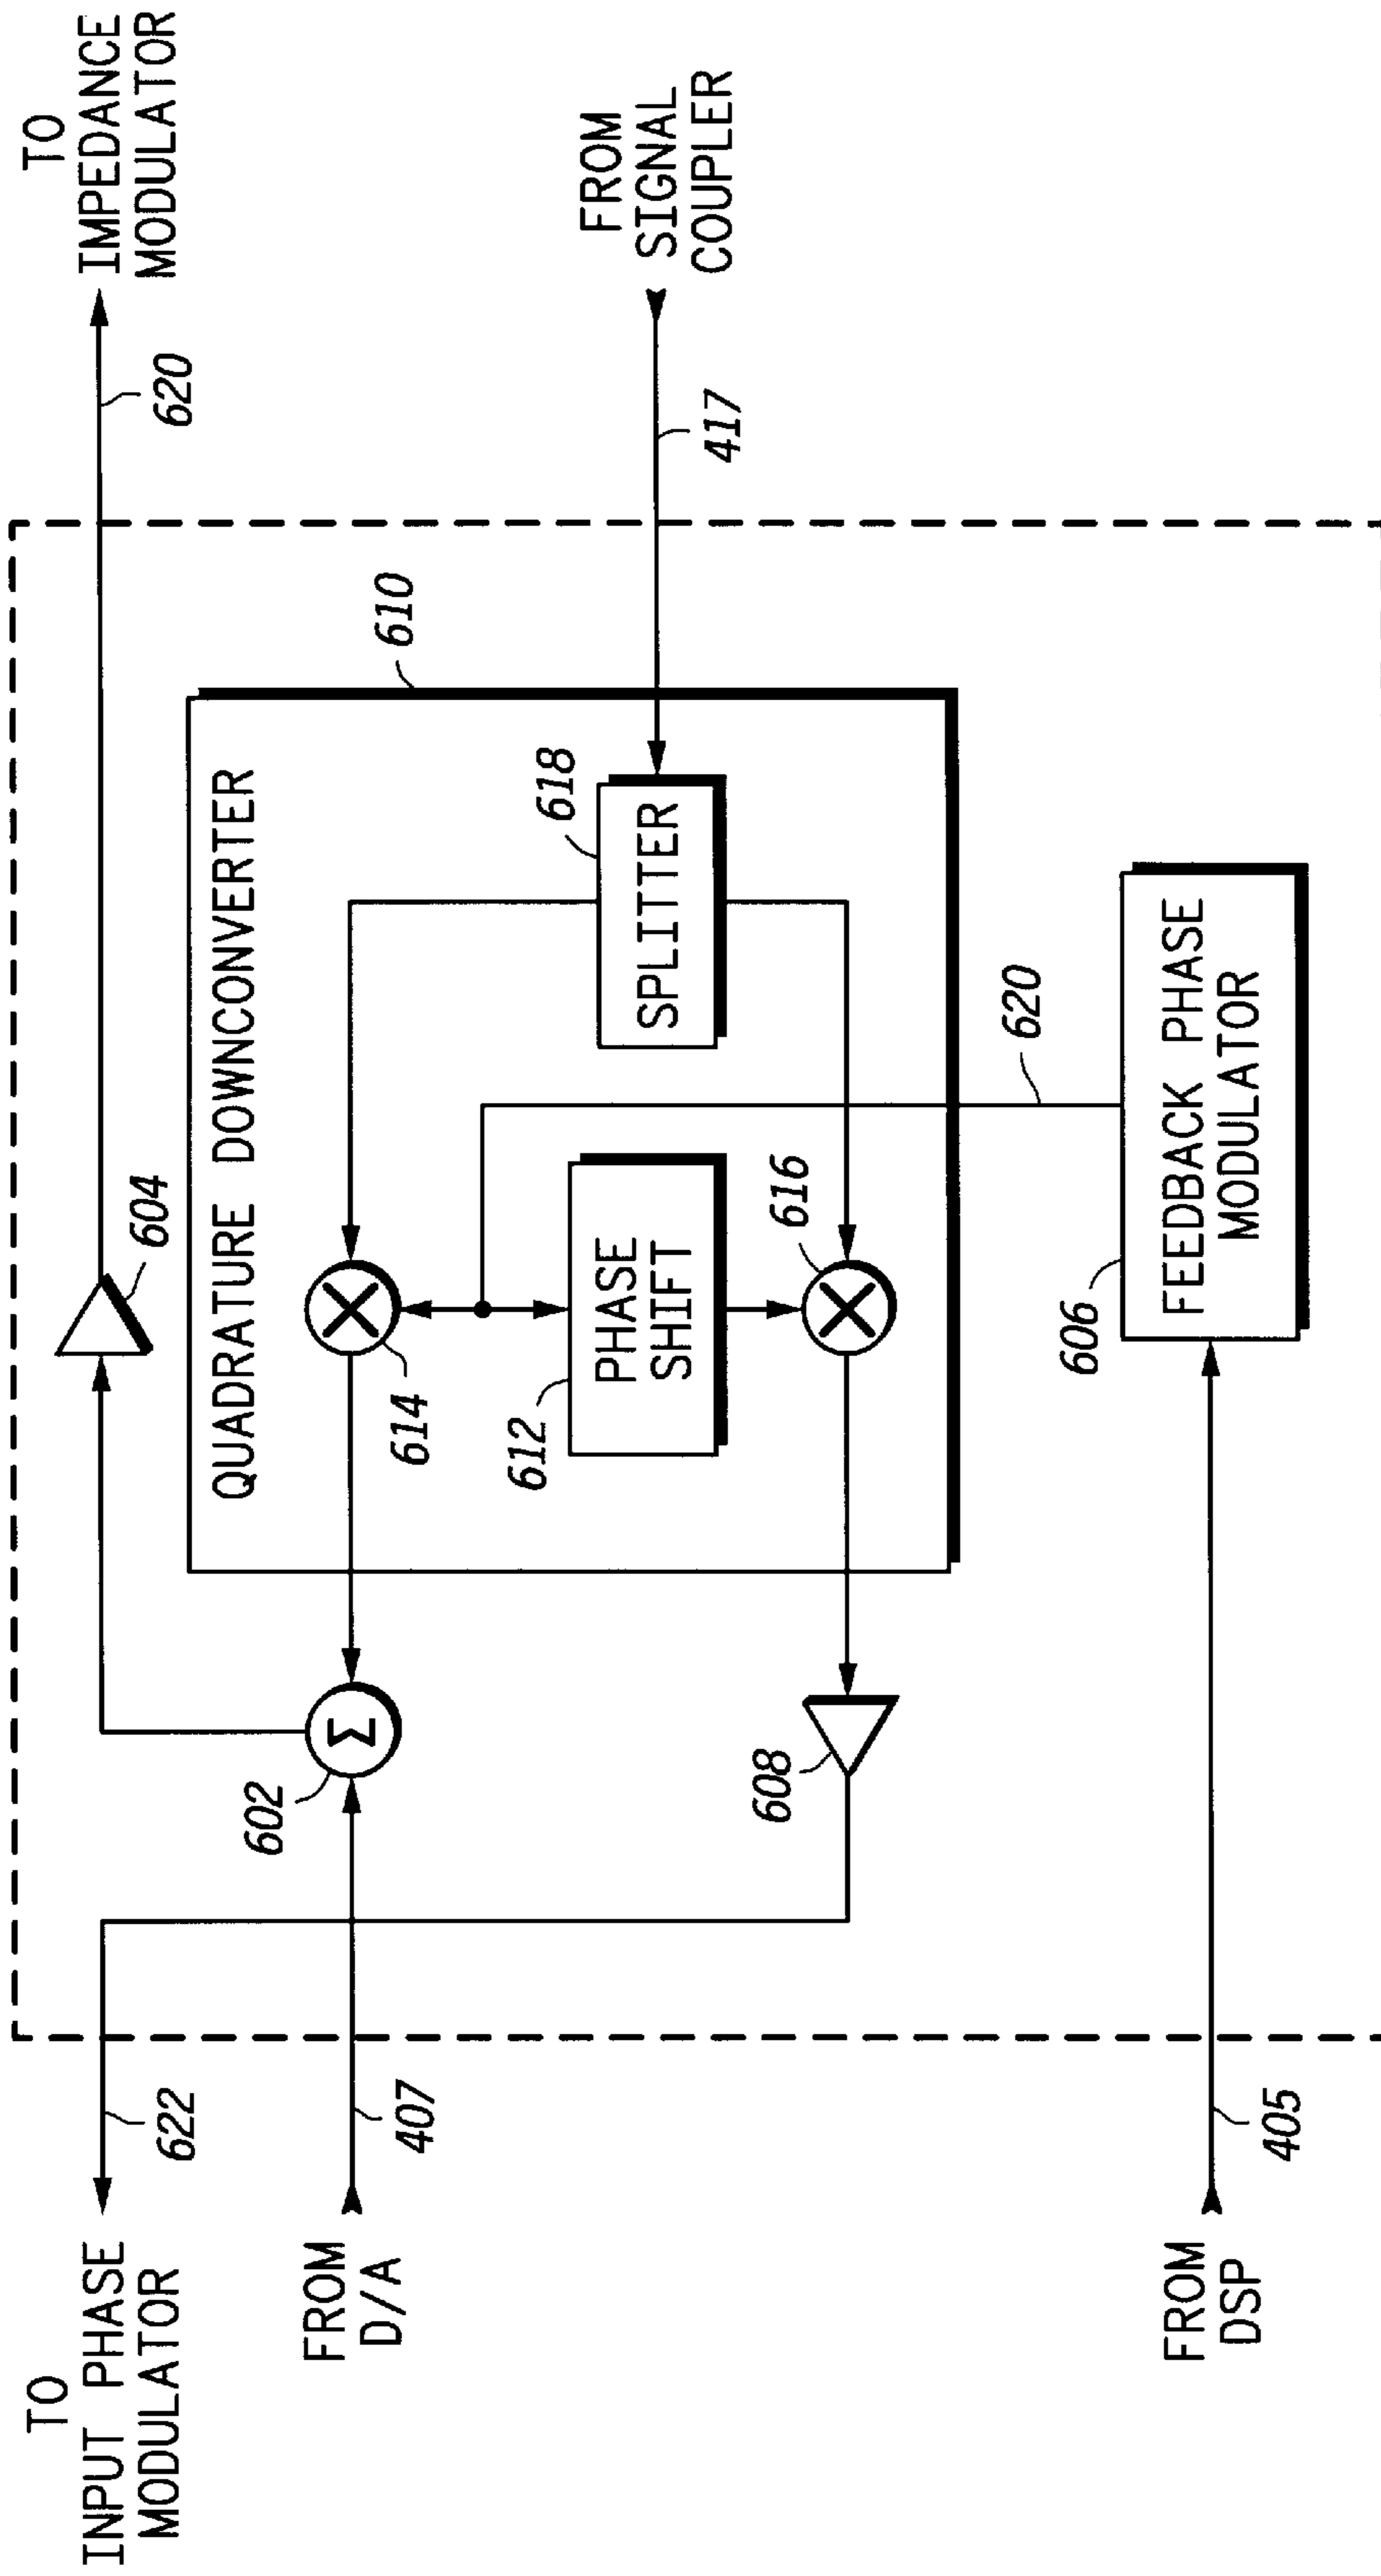 TO
INPUT PHASE
MODULATOR
622
604
620
TO
IMPEDANCE
MODULATOR
QUADRATURE DOWNCONVERTER
610
FROM
D/A
407
602
Σ
614
612
PHASE
SHIFT
618
SPLITTER
417
FROM
SIGNAL
COUPLER
608
616
620
FROM
DSP
405
606
FEEDBACK PHASE
MODULATOR